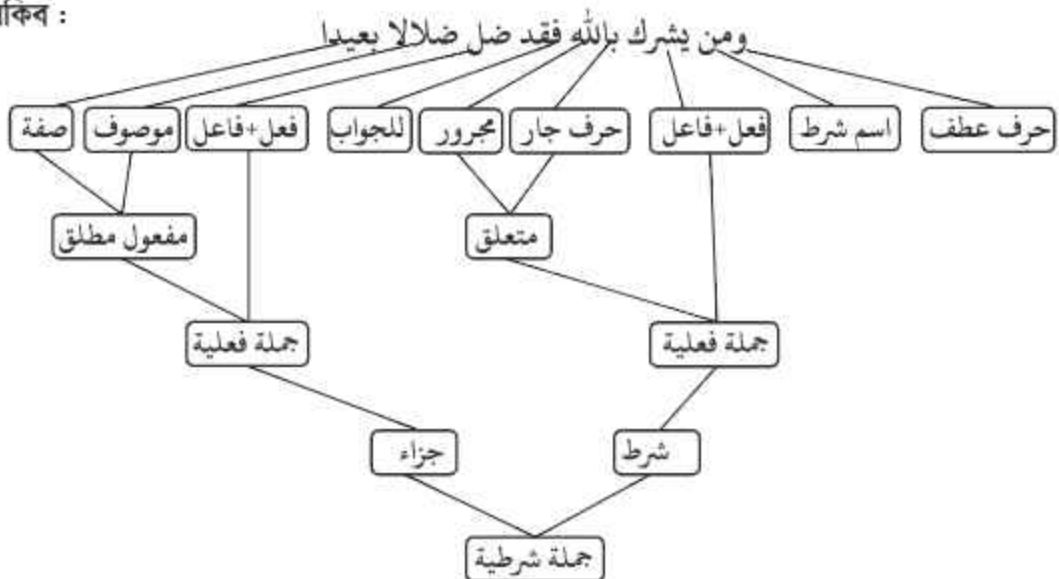 তারকিব :
ومن يشرك بالله فقد ضل ضلالا بعيدا
حرف عطف
اسم شرط
فعل+فاعل
حرف جار
مجرور
للجواب
فعل+فاعل
موصوف
صفة
متعلق
مفعول مطلق
جملة فعلية
جملة فعلية
شرط
جزاء
جملة شرطية